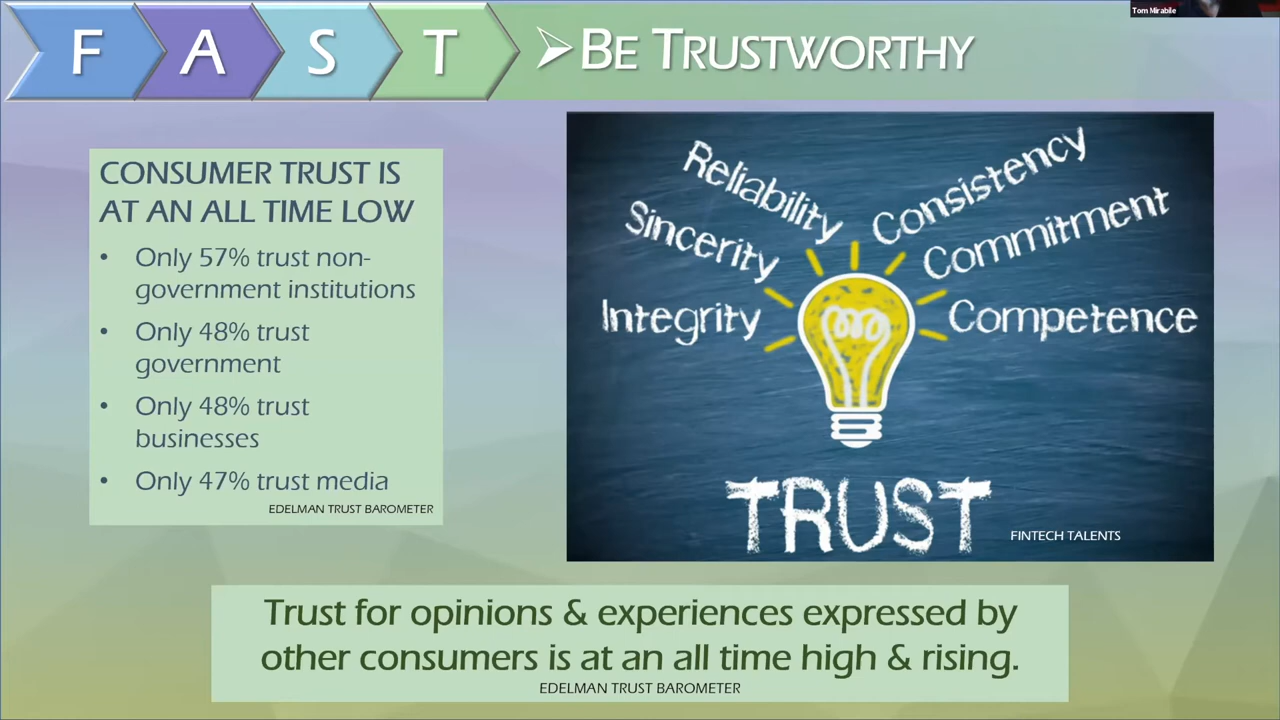 F A S T ➢BE TRUSTWORTHY
Tom Mirabile
CONSUMER TRUST IS
AT AN ALL TIME LOW
• Only 57% trust non-
government institutions
• Only 48% trust
government
• Only 48% trust
businesses
• Only 47% trust media
EDELMAN TRUST BAROMETER
Reliability
Sincerity
Integrity
Consistency
Commitment
Competence
TRUST
FINTECH TALENTS
Trust for opinions & experiences expressed by
other consumers is at an all time high & rising.
EDELMAN TRUST BAROMETER